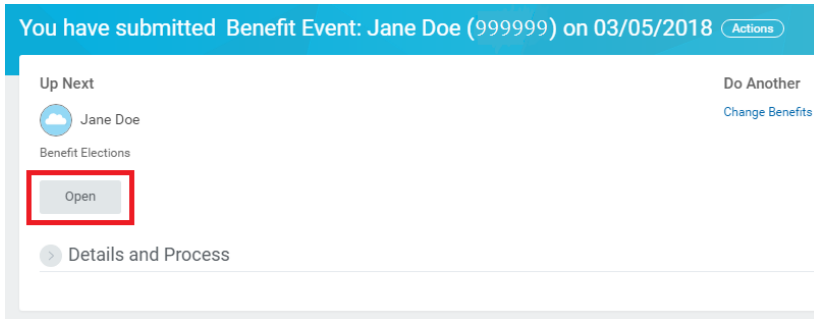 You have submitted Benefit Event: Jane Doe (999999) on 03/05/2018 Actions
Up Next
Do Another
Jane Doe
Change Benefits
Benefit Elections
Open
Details and Process